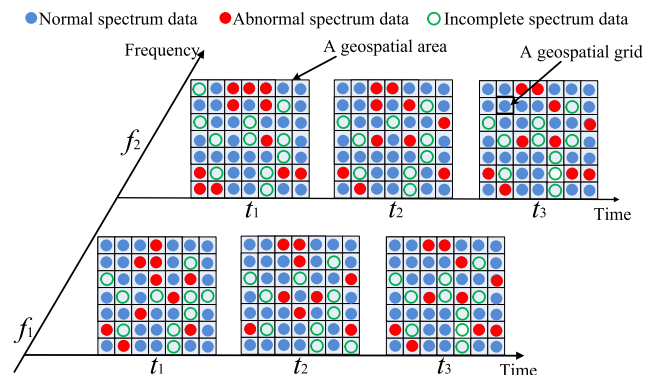 Normal spectrum data Abnormal spectrum data Incomplete spectrum data
Frequency
A geospatial area
A geospatial grid
f2
t1 t2 t3 Time
f1
t1 t2 t3 Time